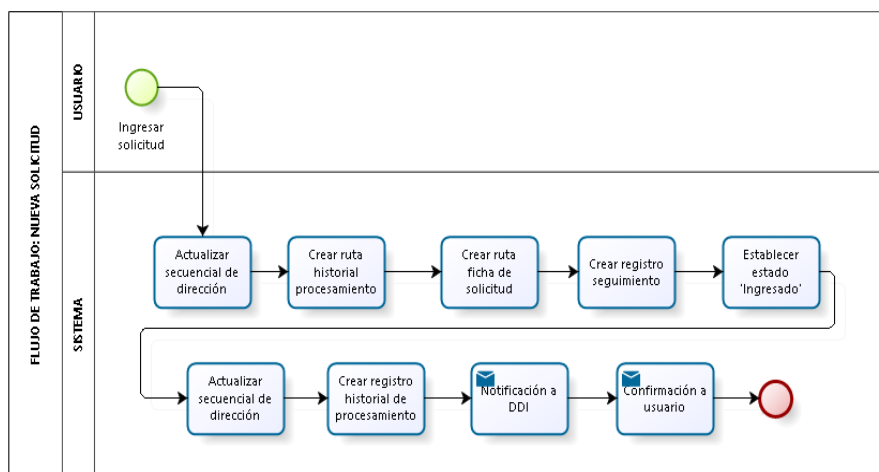 FLUJO DE TRABAJO: NUEVA SOLICITUD
USUARIO
Ingresar
solicitud
SISTEMA
Actualizar
secuencial de
dirección
Crear ruta
historial
procesamiento
Crear ruta
ficha de
solicitud
Crear registro
seguimiento
Establecer
estado
'Ingresado'
Actualizar
secuencial de
dirección
Crear registro
historial de
procesamiento
Notificación a
DDI
Confirmación a
usuario